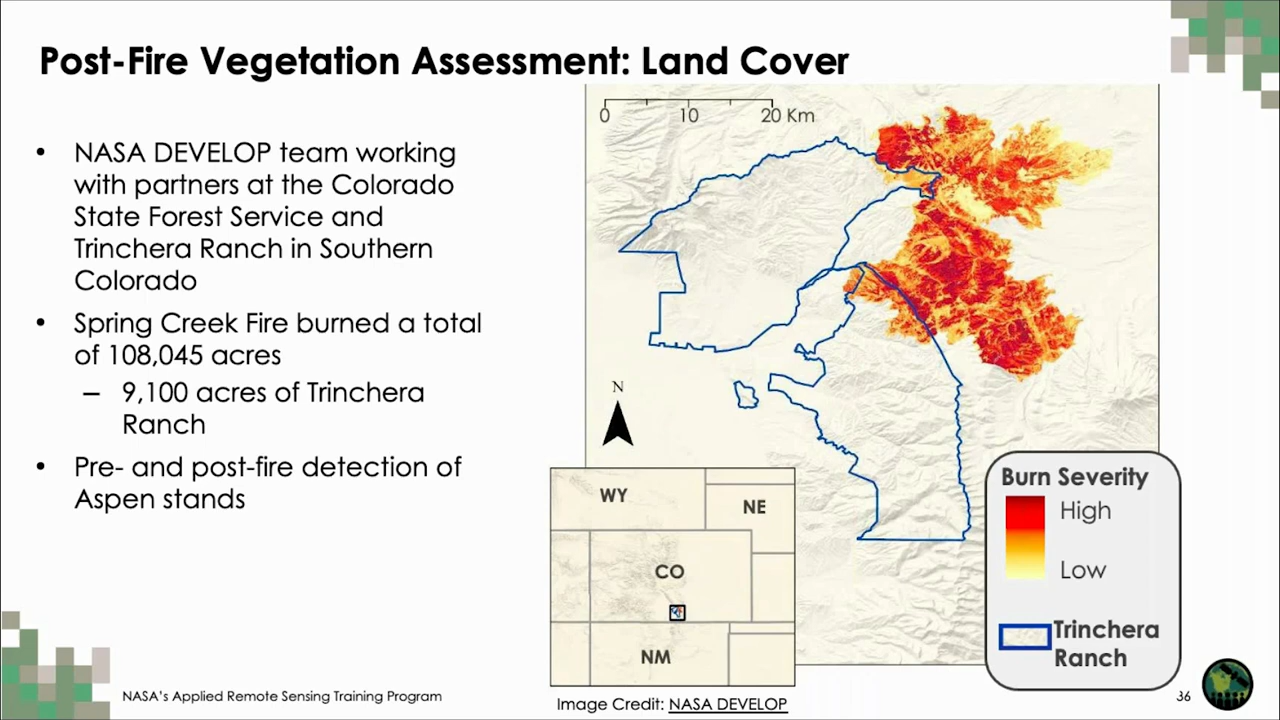 Post-Fire Vegetation Assessment: Land Cover
• NASA DEVELOP team working
with partners at the Colorado
State Forest Service and
Trinchera Ranch in Southern
Colorado
• Spring Creek Fire burned a total
of 108,045 acres
– 9,100 acres of Trinchera
Ranch
• Pre- and post-fire detection of
Aspen stands
0 10 20 Km
N
WY
NE
CO
NM
Burn Severity
High
Low
Trinchera
Ranch
Image Credit: NASA DEVELOP
NASA's Applied Remote Sensing Training Program
36